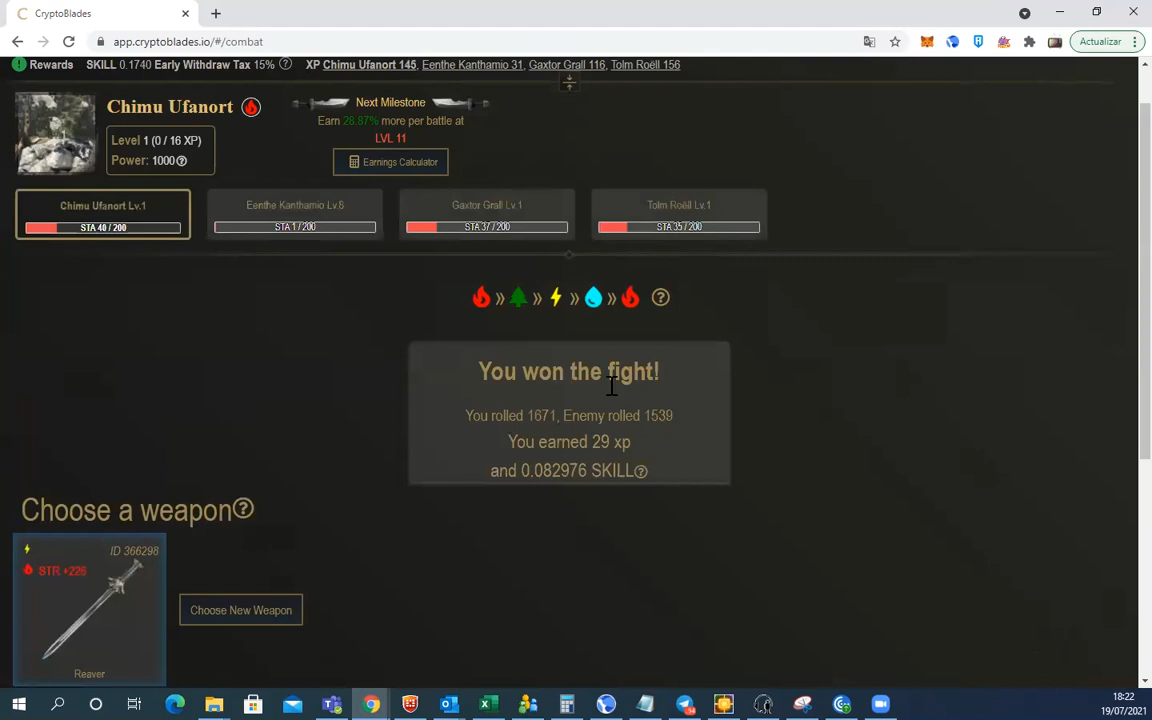 CryptoBlades
app.cryptoblades.io/#/combat
Actualizar
Rewards SKILL 0.1740 Early Withdraw Tax 15% XP Chimu Ufanort 145, Eenthe Kanthamio 31, Gaxtor Grall 116, Tolm Roëll 156
Chimu Ufanort
Level 1 (0 / 16 XP)
Power: 1000
Next Milestone
Earn 28.87% more per battle at
LVL 11
Earnings Calculator
Chimu Ufanort Lv.1
STA 40 / 200
Eenthe Kanthamio Lv.6
STA 1 / 200
Gaxtor Grall Lv.1
STA 37 / 200
Tolm Roëll Lv.1
STA 35 / 200
You won the fight!
You rolled 1671, Enemy rolled 1539
You earned 29 xp
and 0.082976 SKILL
Choose a weapon
ID 366298
STR +226
Reaver
Choose New Weapon
18:22
19/07/2021